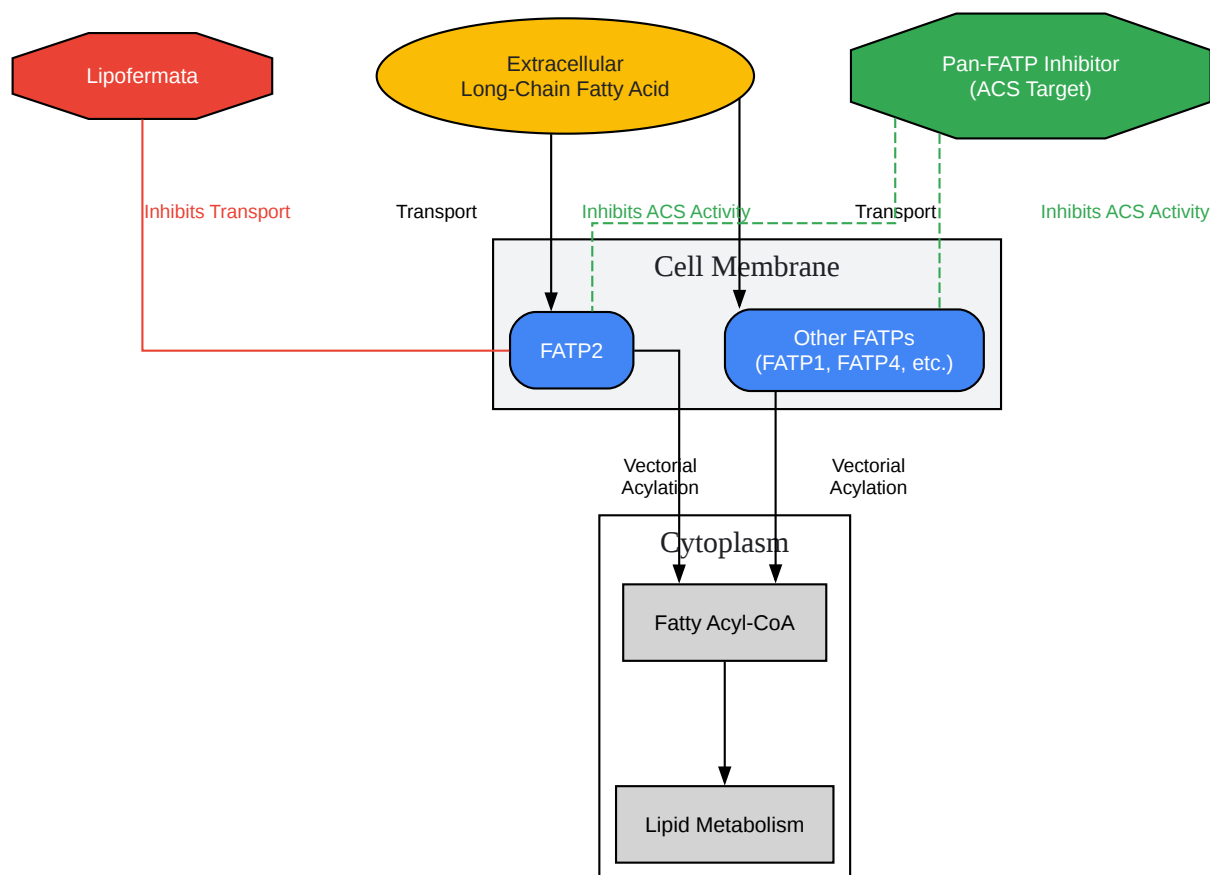 Lipofermata
Extracellular
Long-Chain Fatty Acid
Pan-FATP Inhibitor
(ACS Target)
Inhibits Transport
Transport
Inhibits ACS Activity
Transport
Inhibits ACS Activity
Cell Membrane
FATP2
Other FATPs
(FATP1, FATP4, etc.)
Vectorial
Acylation
Vectorial
Acylation
Cytoplasm
Fatty Acyl-CoA
Lipid Metabolism